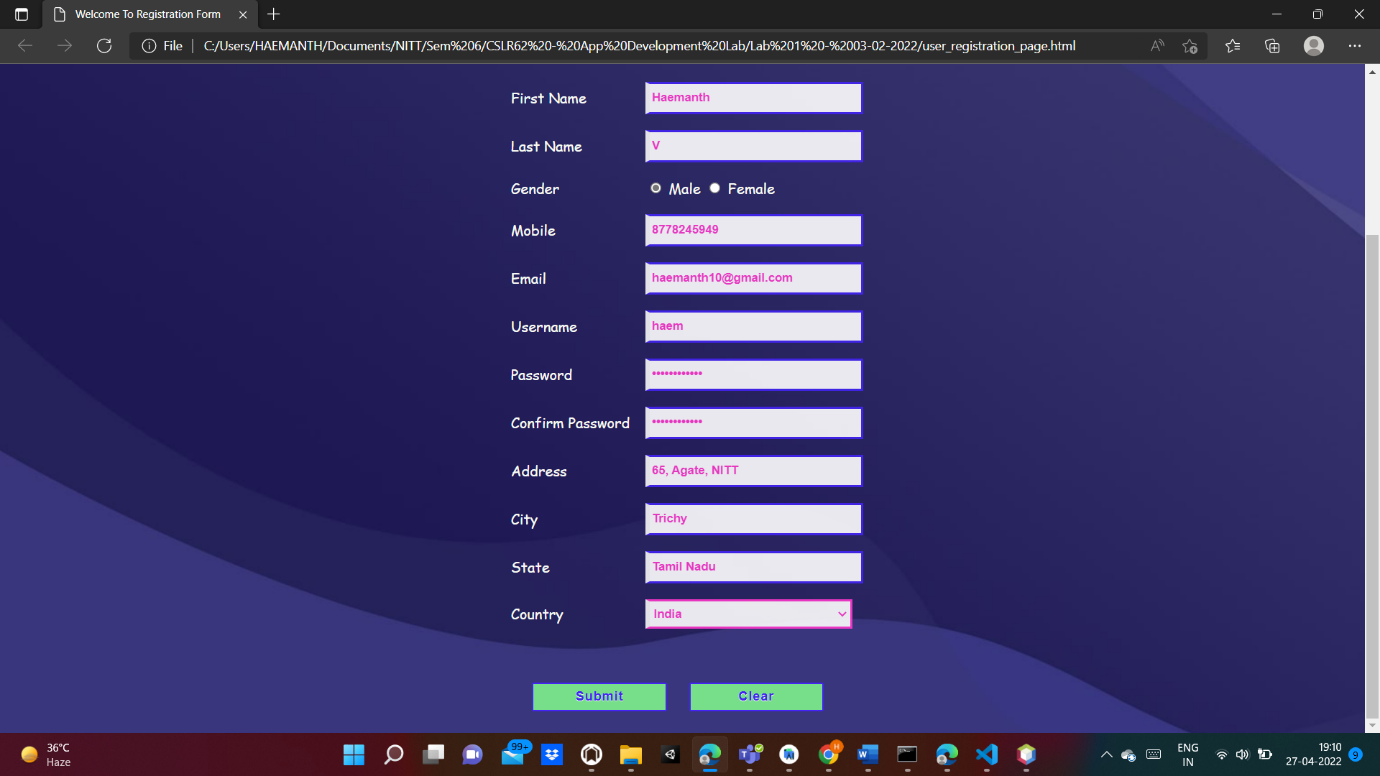 Welcome To Registration Form
File
C:/Users/HAEMANTH/Documents/NITT/Sem%206/CSLR62%20-%20App%20Development%20Lab/Lab%201%20-%2003-02-2022/user_registration_page.html
First Name Haemanth
Last Name V
Gender Male Female
Mobile 8778245949
Email haemanth10@gmail.com
Username haem
Password ••••••••••••
Confirm Password ••••••••••••
Address 65, Agate, NITT
City Trichy
State Tamil Nadu
Country India
Submit Clear
36°C
Haze
99+
H
W
ENG
IN
19:10
27-04-2022
9